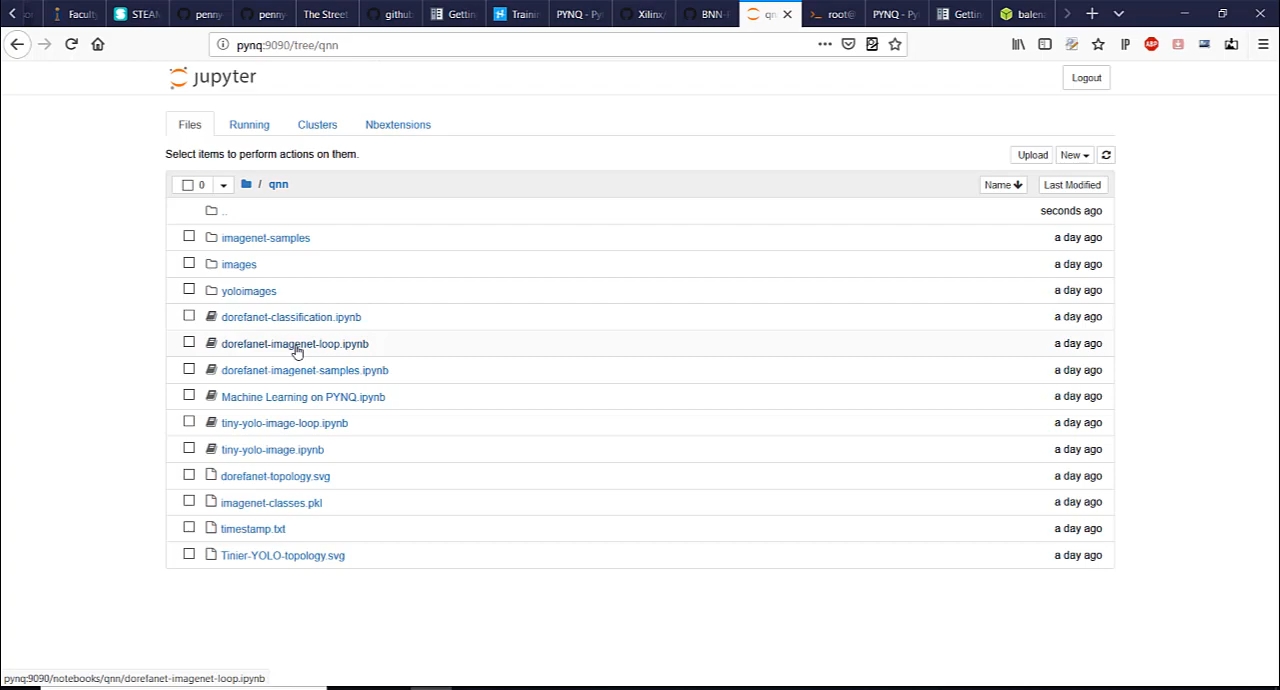 Faculty STEAM penny penny The Street github Gettin Trainin PYNQ - Py Xilinx/ BNN- qn root@ PYNQ - Py Gettin balena
pynq:9090/tree/qnn
IP ABP
jupyter Logout
Files Running Clusters Nbextensions
Select items to perform actions on them. Upload New
0 / qnn Name Last Modified
.. seconds ago
imagenet-samples a day ago
images a day ago
yoloimages a day ago
dorefanet-classification.ipynb a day ago
dorefanet-imagenet-loop.ipynb a day ago
dorefanet-imagenet-samples.ipynb a day ago
Machine Learning on PYNQ.ipynb a day ago
tiny-yolo-image-loop.ipynb a day ago
tiny-yolo-image.ipynb a day ago
dorefanet-topology.svg a day ago
imagenet-classes.pkl a day ago
timestamp.txt a day ago
Tinier-YOLO-topology.svg a day ago
pynq:9090/notebooks/qnn/dorefanet-imagenet-loop.ipynb